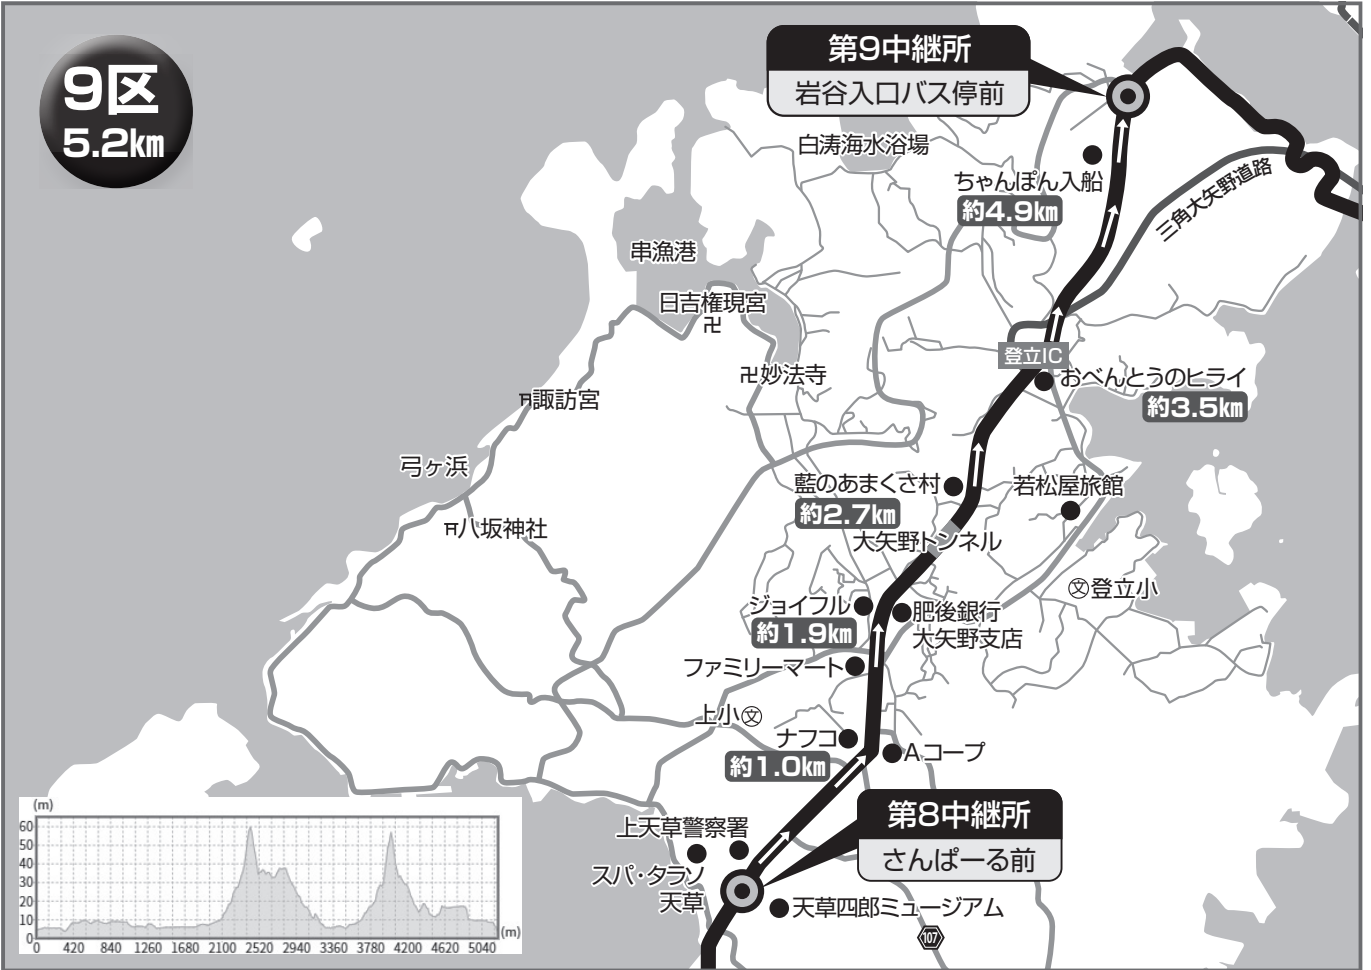 9区
5.2㎞
第9中継所
岩谷入口バス停前
白涛海水浴場
ちゃんぽん入船
約4.9㎞
三角大矢野道路
串漁港
日吉権現宮
卍
卍妙法寺
登立IC
おべんとうのヒライ
約3.5㎞
諏訪宮
弓ヶ浜
八坂神社
藍のあまくさ村
約2.7㎞
若松屋旅館
大矢野トンネル
文登立小
ジョイフル
約1.9㎞
肥後銀行
大矢野支店
ファミリーマート
上小文
ナフコ
約1.0㎞
Aコープ
第8中継所
さんぱーる前
上天草警察署
スパ・タラソ
天草
天草四郎ミュージアム
107
(m)
60
50
40
30
20
10
0
0 420 840 1260 1680 2100 2520 2940 3360 3780 4200 4620 5040 (m)